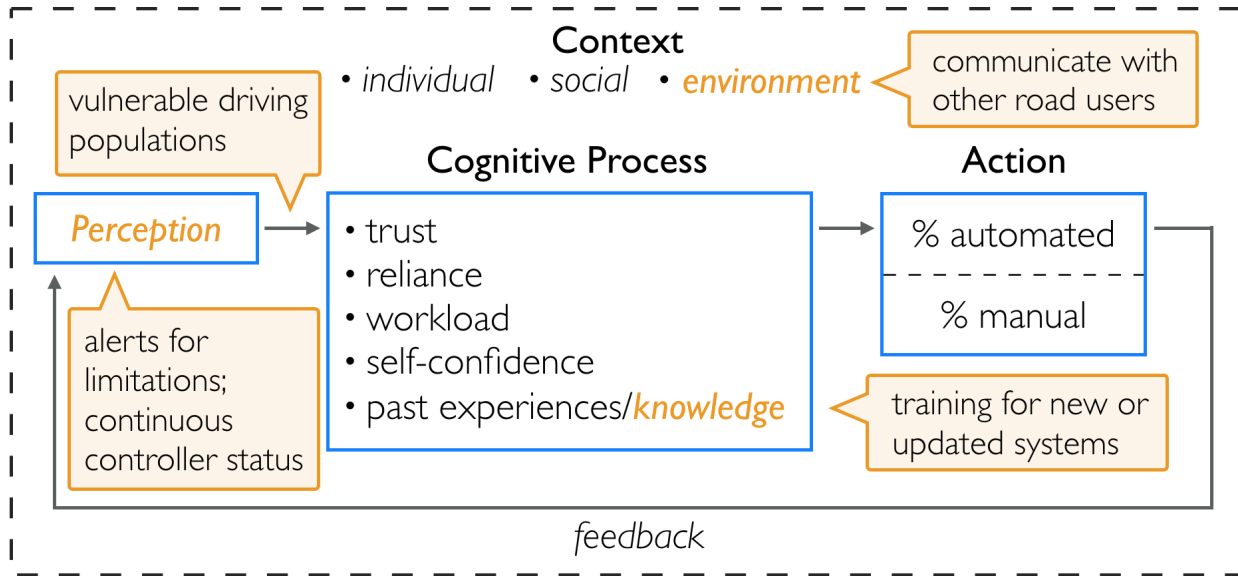 Context
• individual • social • environment
communicate with
other road users
vulnerable driving
populations
Cognitive Process
Action
Perception
• trust
• reliance
• workload
• self-confidence
• past experiences/knowledge
% automated
% manual
alerts for
limitations;
continuous
controller status
training for new or
updated systems
feedback